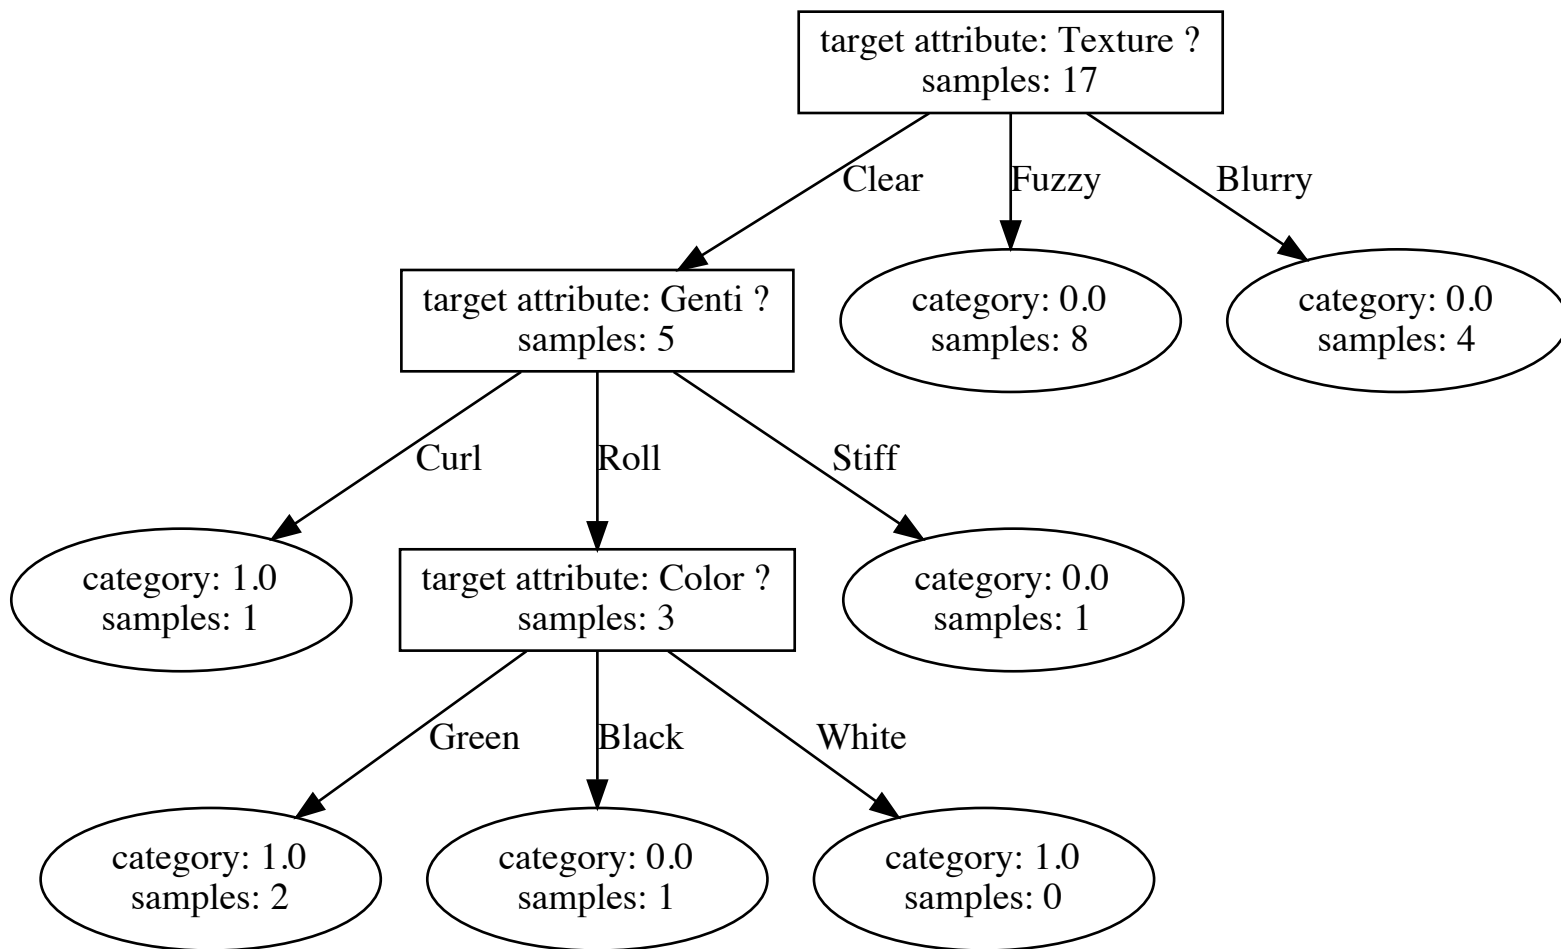 target attribute: Texture ?
samples: 17
Clear
Fuzzy
Blurry
target attribute: Genti ?
samples: 5
category: 0.0
samples: 8
category: 0.0
samples: 4
Curl
Roll
Stiff
category: 1.0
samples: 1
target attribute: Color ?
samples: 3
category: 0.0
samples: 1
Green
Black
White
category: 1.0
samples: 2
category: 0.0
samples: 1
category: 1.0
samples: 0